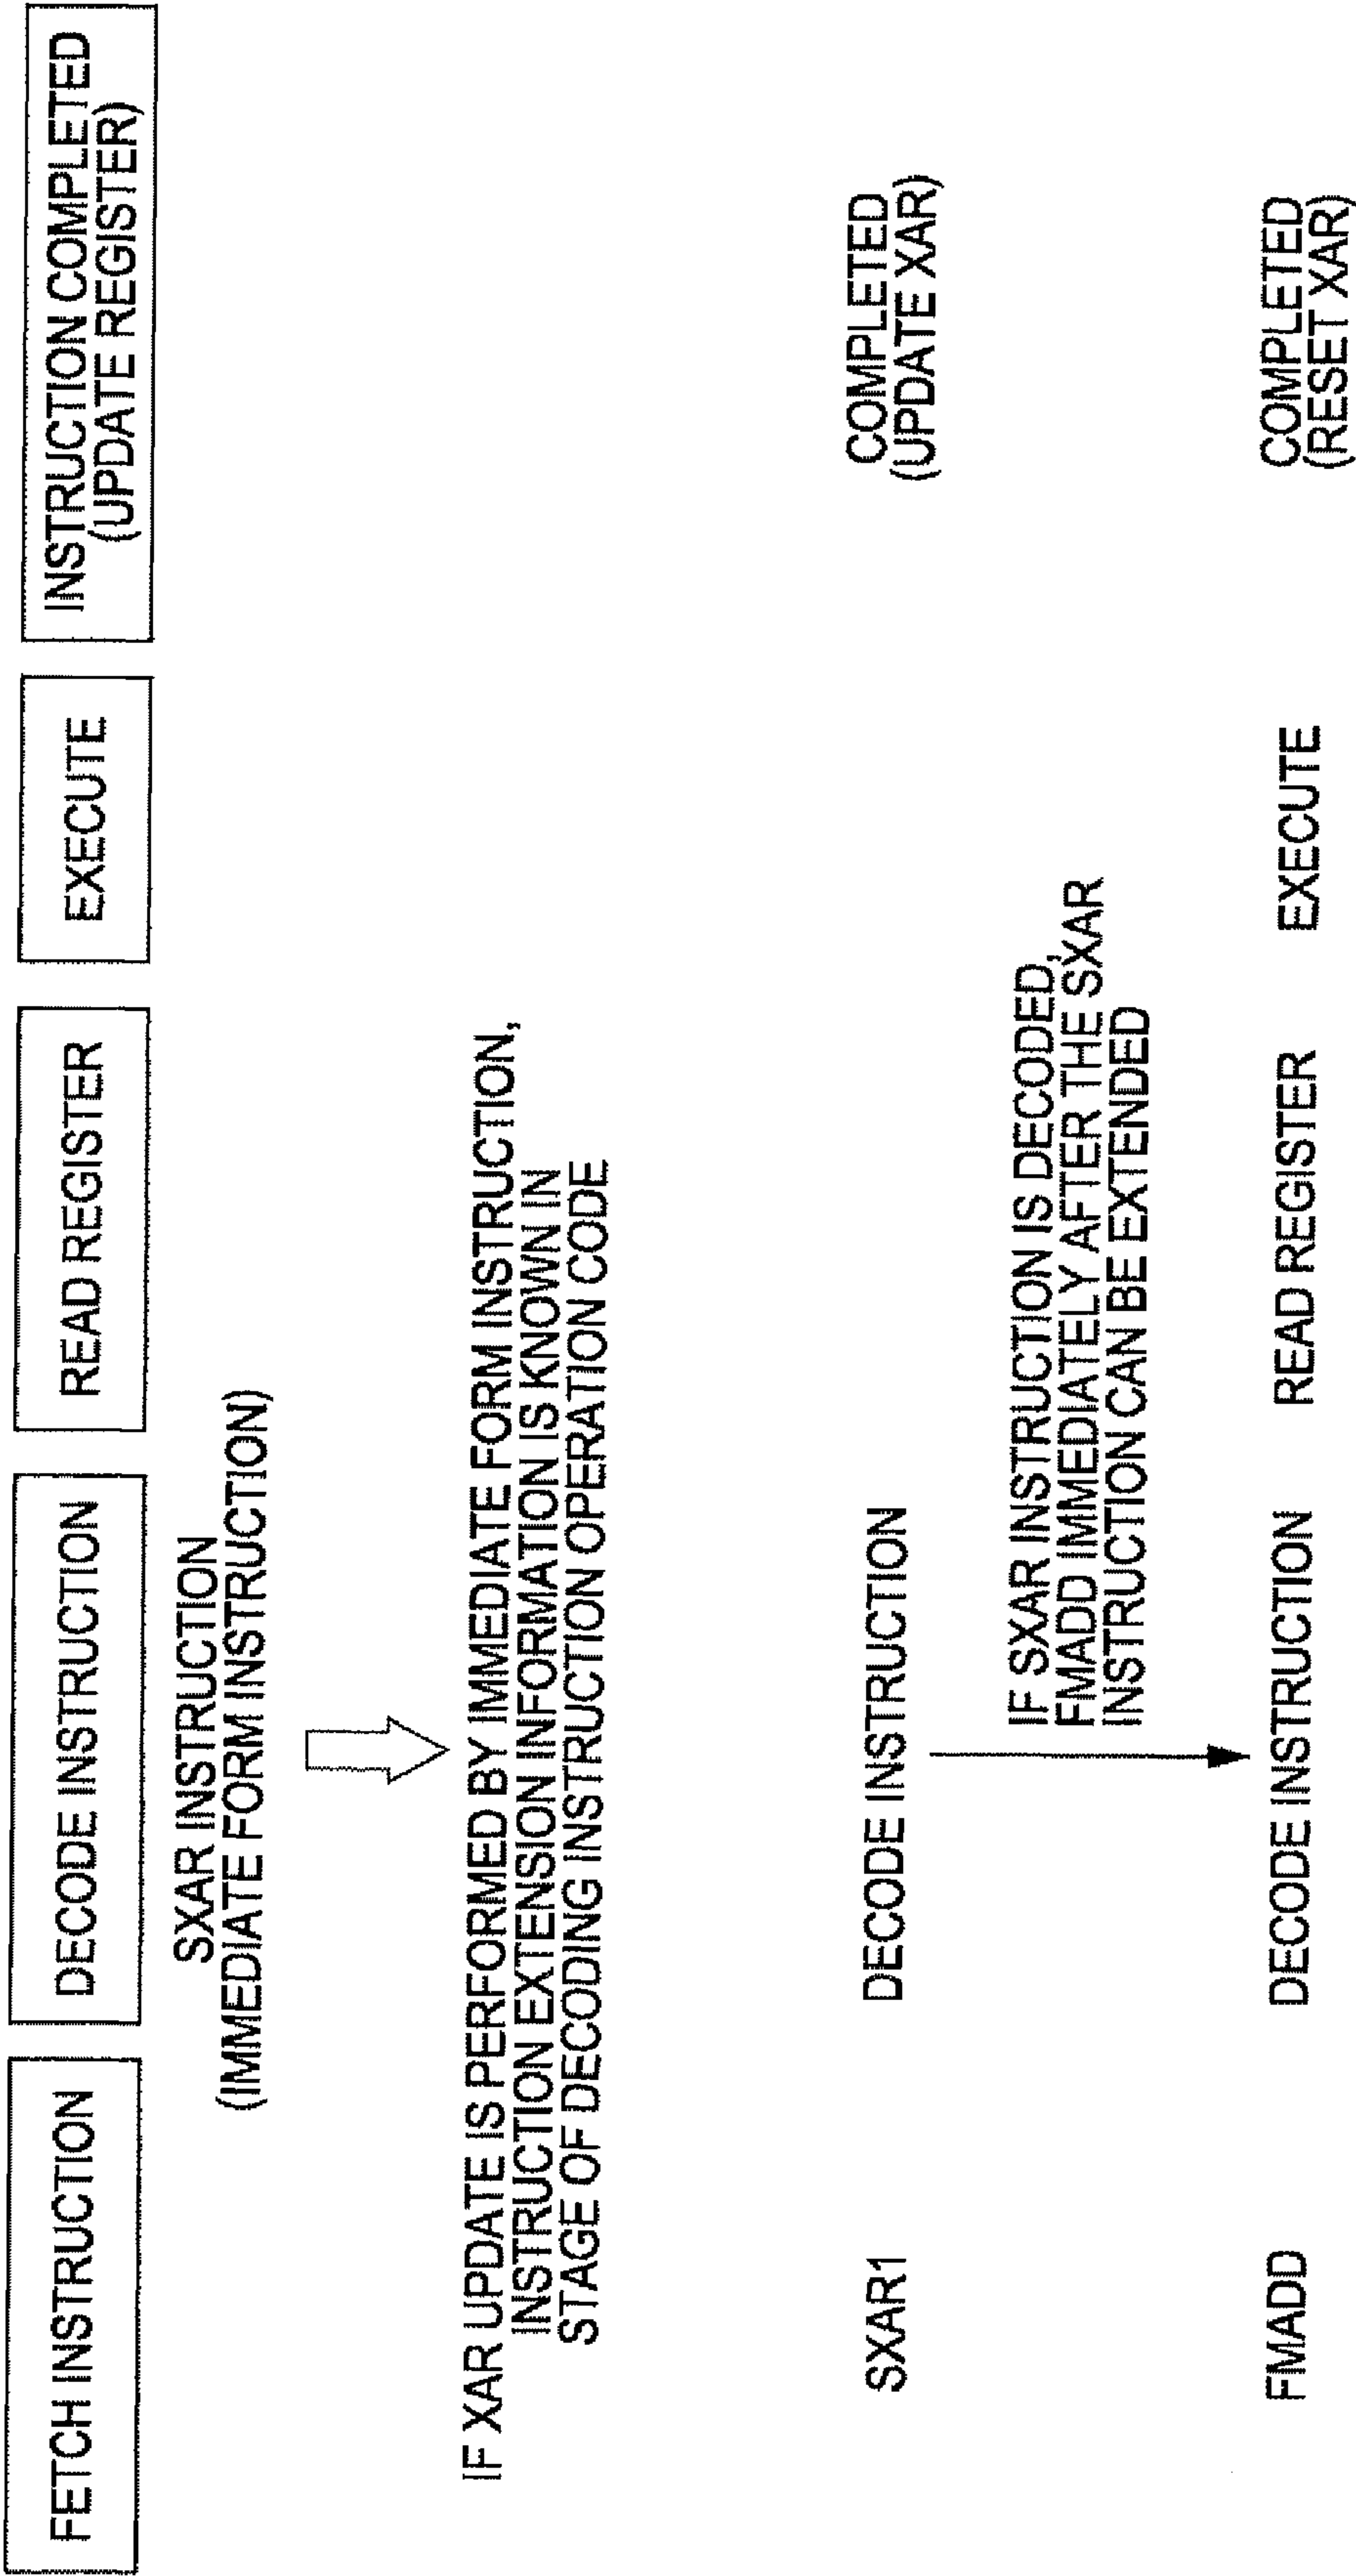 FETCH INSTRUCTION
DECODE INSTRUCTION
READ REGISTER
EXECUTE
INSTRUCTION COMPLETED
(UPDATE REGISTER)
SXAR INSTRUCTION
(IMMEDIATE FORM INSTRUCTION)
IF XAR UPDATE IS PERFORMED BY IMMEDIATE FORM INSTRUCTION,
INSTRUCTION EXTENSION INFORMATION IS KNOWN IN
STAGE OF DECODING INSTRUCTION OPERATION CODE
SXAR1
DECODE INSTRUCTION
COMPLETED
(UPDATE XAR)
IF SXAR INSTRUCTION IS DECODED,
FMADD IMMEDIATELY AFTER THE SXAR
INSTRUCTION CAN BE EXTENDED
FMADD
DECODE INSTRUCTION
READ REGISTER
EXECUTE
COMPLETED
(RESET XAR)